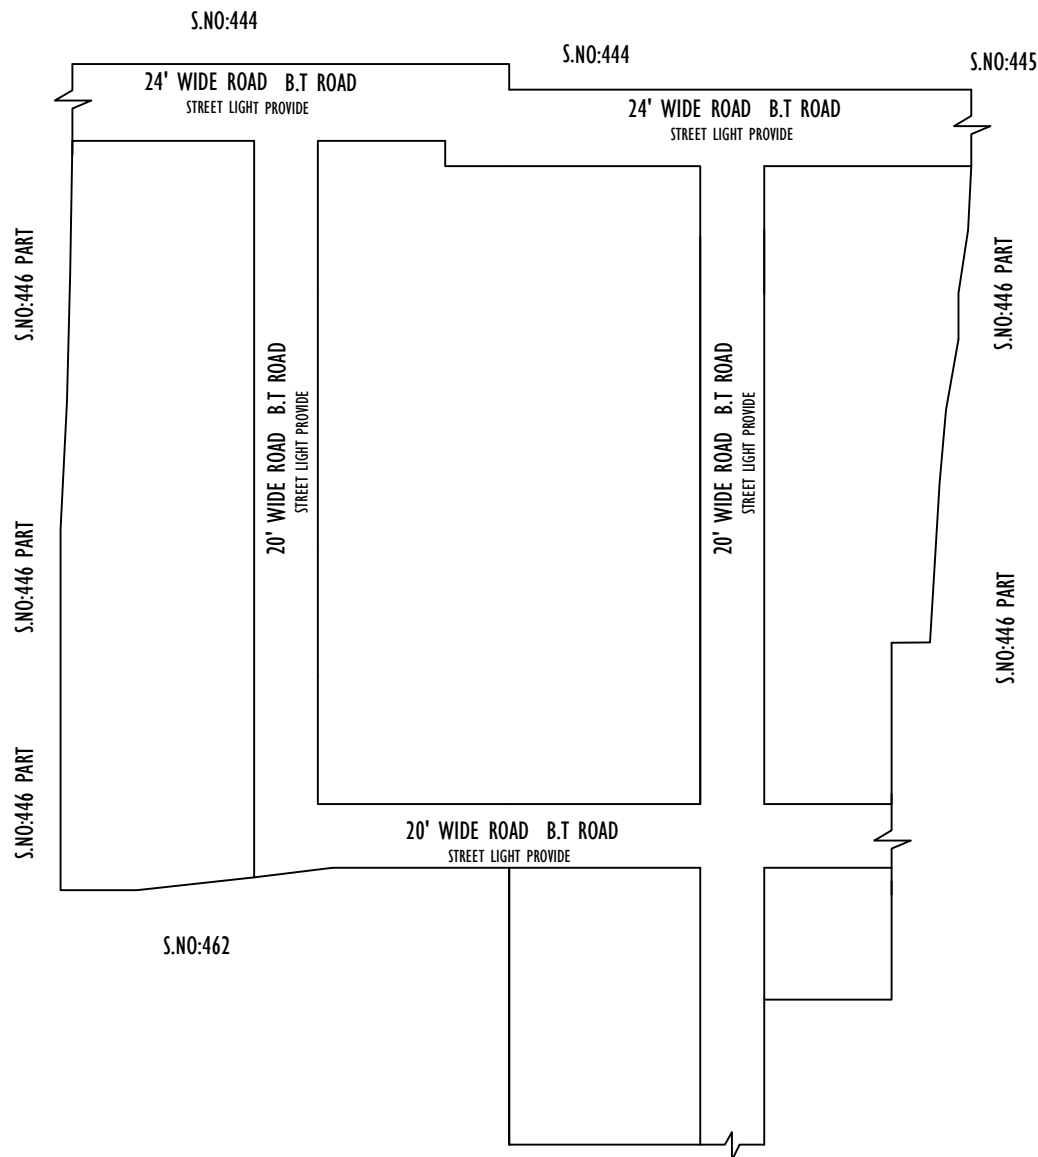 S.NO:444
S.NO:444
S.NO:445
24' WIDE ROAD B.T ROAD
STREET LIGHT PROVIDE
24' WIDE ROAD B.T ROAD
STREET LIGHT PROVIDE
S.NO:446 PART
S.NO:446 PART
20' WIDE ROAD B.T ROAD
STREET LIGHT PROVIDE
20' WIDE ROAD B.T ROAD
STREET LIGHT PROVIDE
S.NO:446 PART
S.NO:446 PART
S.NO:446 PART
20' WIDE ROAD B.T ROAD
STREET LIGHT PROVIDE
S.NO:462